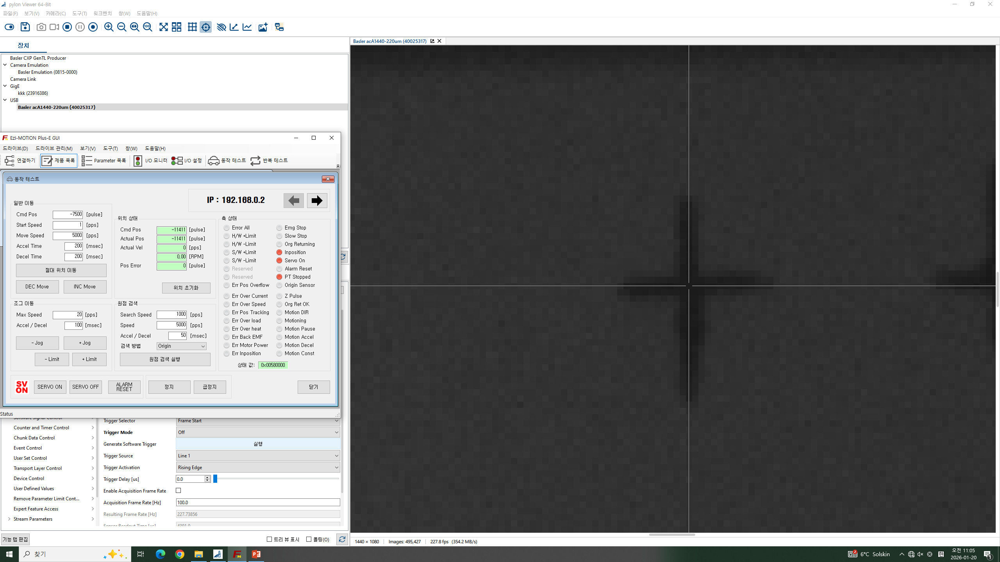 pylon Viewer 64-Bit
파일(F) 보기(V) 카메라(C) 도구(T) 워크벤치 창(W) 도움말(H)
100
장치
Basler CXP GenTL Producer
Camera Emulation
Basler Emulation (0815-0000)
Camera Link
GigE
kkk (23916386)
USB
Basler acA1440-220um (40025317)
Basler acA1440-220um (40025317)
Ezi-MOTION Plus-E GUI
드라이브(D) 드라이브 관리(M) 보기(V) 도구(T) 창(W) 도움말(H)
연결하기 제품 목록 Parameter 목록 I/O 모니터 I/O 설정 동작 테스트 반복 테스트
동작 테스트
IP : 192.168.0.2
일반 이동
Cmd Pos -7500 [pulse]
Start Speed 1 [pps]
Move Speed 5000 [pps]
Accel Time 200 [msec]
Decel Time 200 [msec]
절대 위치 이동
DEC Move INC Move
위치 상태
Cmd Pos -11411 [pulse]
Actual Pos -11411 [pulse]
Actual Vel 0 [pps]
0,00 [RPM]
Pos Error 0 [pulse]
위치 초기화
축 상태
Error All Emg Stop
H/W +Limit Slow Stop
H/W -Limit Org Returning
S/W +Limit Inposition
S/W -Limit Servo On
Reserved Alarm Reset
Reserved PT Stopped
Err Pos Overflow Origin Sensor
Err Over Current Z Pulse
Err Over Speed Org Ret OK
Err Pos Tracking Motion DIR
Err Over load Motioning
Err Over heat Motion Pause
Err Back EMF Motion Accel
Err Motor Power Motion Decel
Err Inposition Motion Const
상태 값: 0x00580000
조그 이동
Max Speed 20 [pps]
Accel / Decel 100 [msec]
- Jog + Jog
- Limit + Limit
원점 검색
Search Speed 1000 [pps]
Speed 5000 [pps]
Accel / Decel 50 [msec]
검색 방법 Origin
원점 검색 실행
SV ON
SERVO ON SERVO OFF ALARM RESET 정지 급정지 닫기
Status
Software Signal Control
Counter and Timer Control
Chunk Data Control
Event Control
User Set Control
Transport Layer Control
Device Control
User Defined Values
Remove Parameter Limit Cont...
Expert Feature Access
Stream Parameters
Trigger Selector Frame Start
Trigger Mode Off
Generate Software Trigger 실행
Trigger Source Line 1
Trigger Activation Rising Edge
Trigger Delay [us] 0.0
Enable Acquisition Frame Rate
Acquisition Frame Rate [Hz] 100.0
Resulting Frame Rate [Hz] 227.73856
Sensor Readout Time [us] 4391.0
기능 탭 편집 트리 뷰 표시 폴링(O)
1440 × 1080 Images: 495,427 227.8 fps (354.2 MB/s)
찾기
2 6°C Solskin 한 오전 11:05
2026-01-20 1